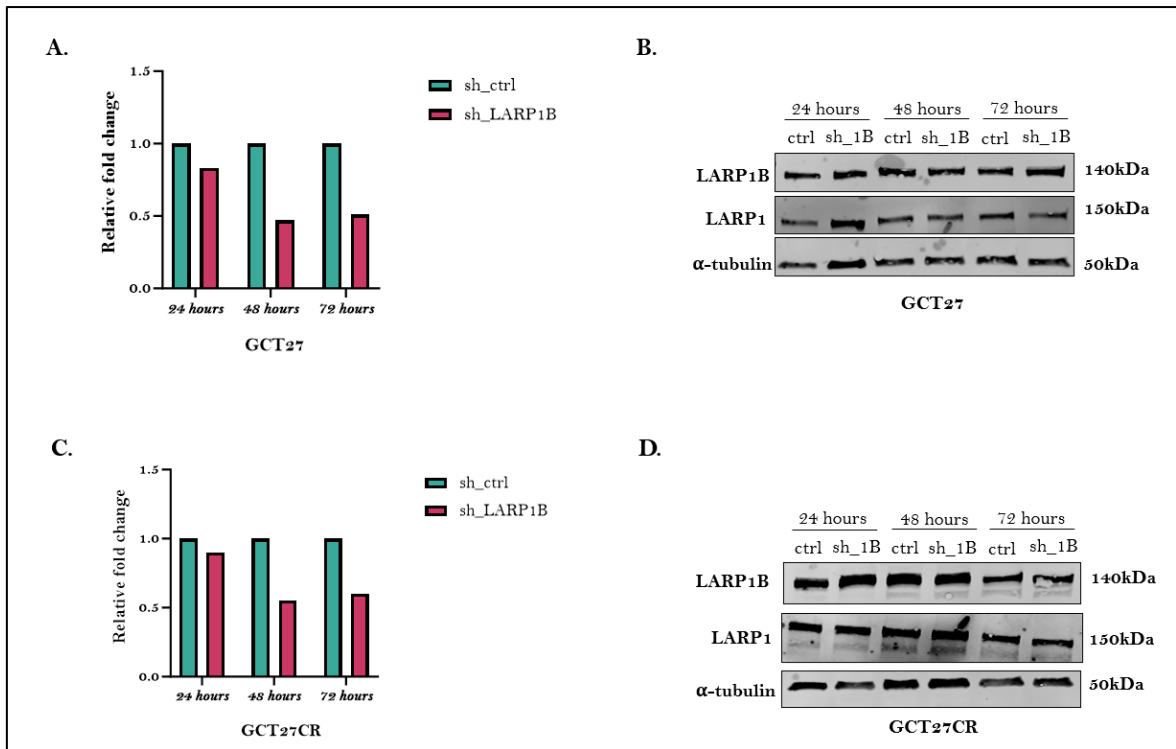 A.
1.5
1.0
0.5
0.0
Relative fold change
24 hours 48 hours 72 hours
GCT27
sh_ctrl
sh_LARP1B
B.
24 hours 48 hours 72 hours
ctrl sh_1B ctrl sh_1B ctrl sh_1B
LARP1B 140kDa
LARP1 150kDa
α-tubulin 50kDa
GCT27
C.
1.5
1.0
0.5
0.0
Relative fold change
24 hours 48 hours 72 hours
GCT27CR
sh_ctrl
sh_LARP1B
D.
24 hours 48 hours 72 hours
ctrl sh_1B ctrl sh_1B ctrl sh_1B
LARP1B 140kDa
LARP1 150kDa
α-tubulin 50kDa
GCT27CR